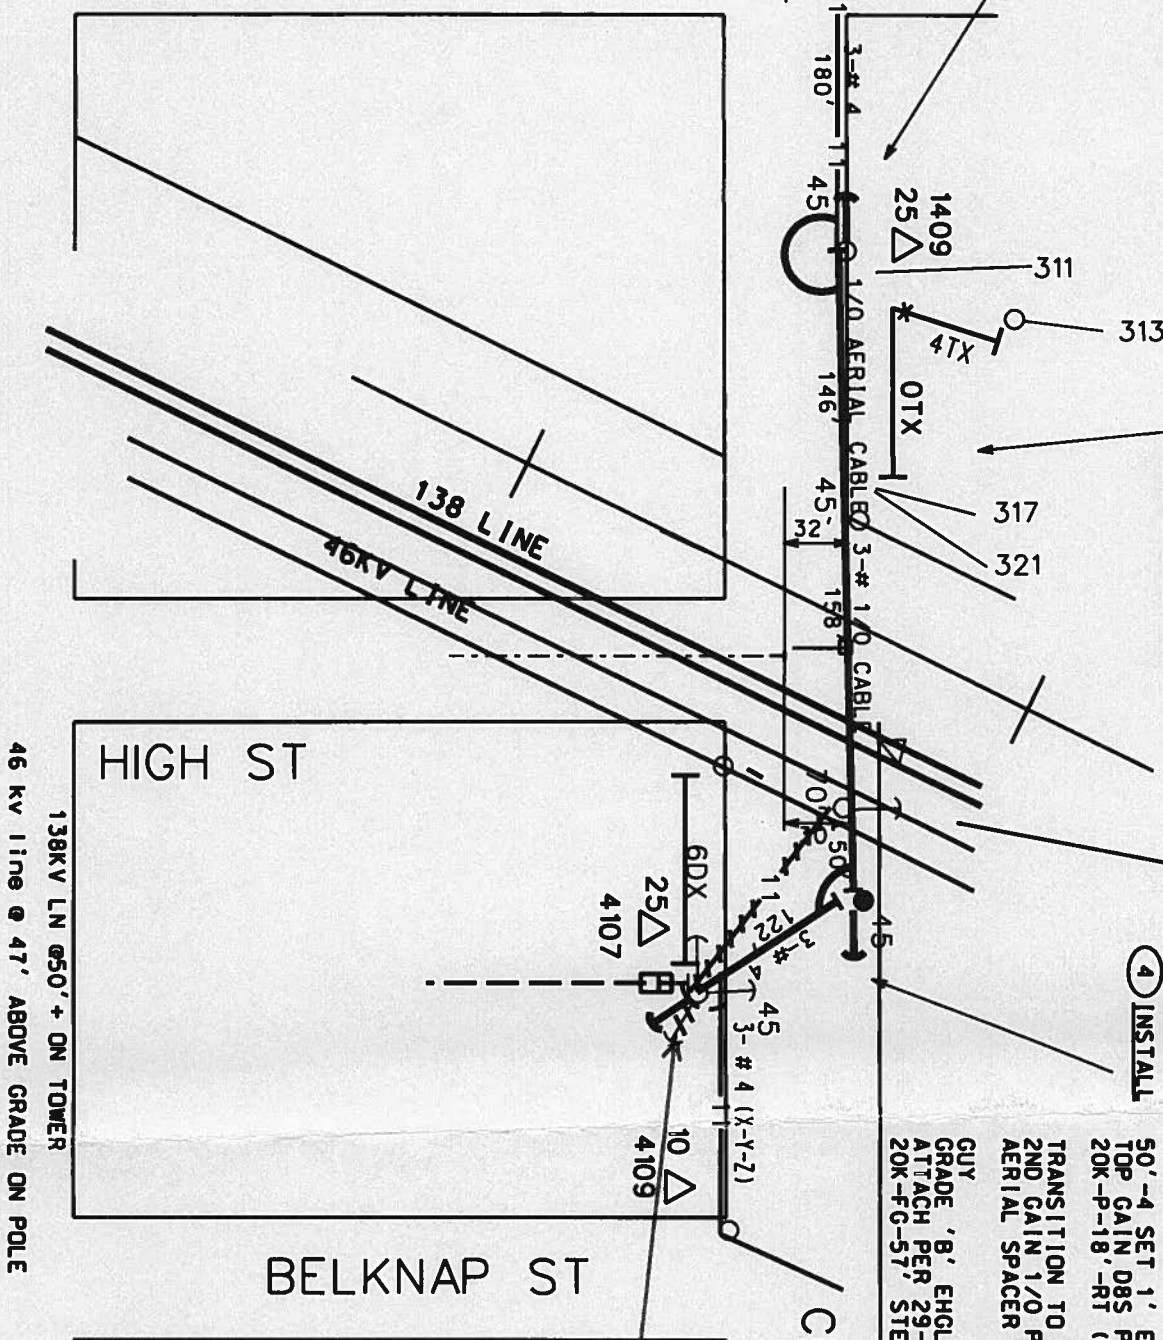 3-# 4
180'
11
45
1409
25
311
313
4TX
0TX
1/0 AERIAL CABLE
146'
45
317
321
32'
3-# 1/0 CABLE
158'
138 LINE
46KV LINE
HIGH ST
70'
50
45
6DX
11
122'
3-#
25
4107
45
3-# 4 (X-Y-Z)
10
4109
BELKNAP ST
138KV LN @50'+ ON TOWER
46 kv line @ 47' ABOVE GRADE ON POLE
4 INSTALL
50'-4 SET 1' E
TOP GAIN D8S P
20K-P-18'-RT (
TRANSITION TO
2ND GAIN 1/0 P
AERIAL SPACER
GUY
GRADE 'B' EHGL
ATTACH PER 29-
20K-FG-57' STE
C